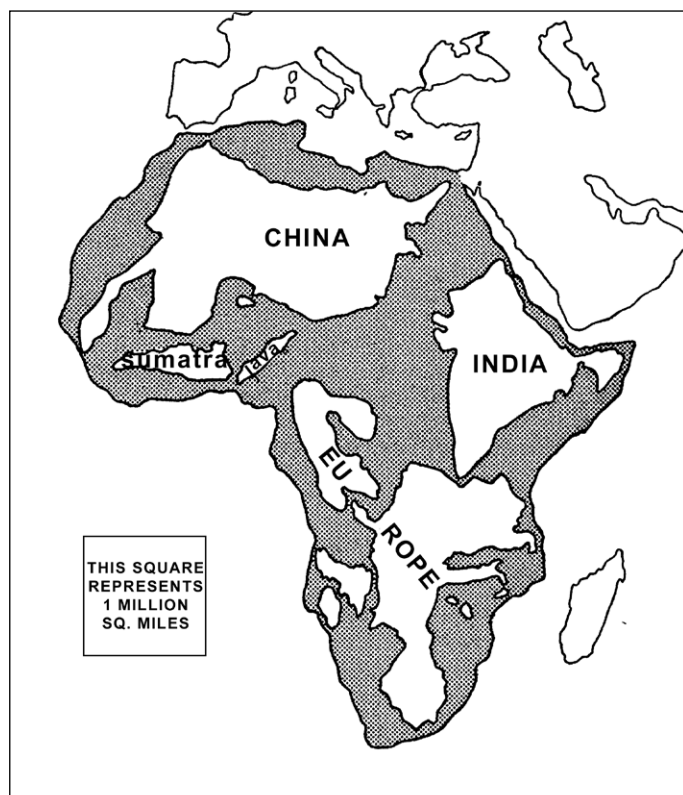 CHINA
sumatra
java
INDIA
EU
ROPE
THIS SQUARE
REPRESENTS
1 MILLION
SQ. MILES